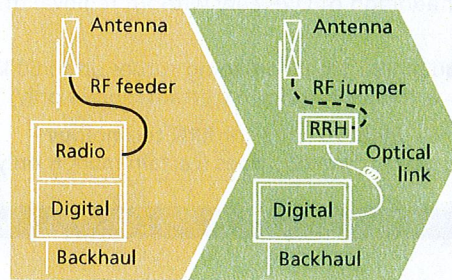 Antenna
RF feeder
Radio
Digital
Backhaul
Antenna
RF jumper
RRH
Optical
link
Digital
Backhaul